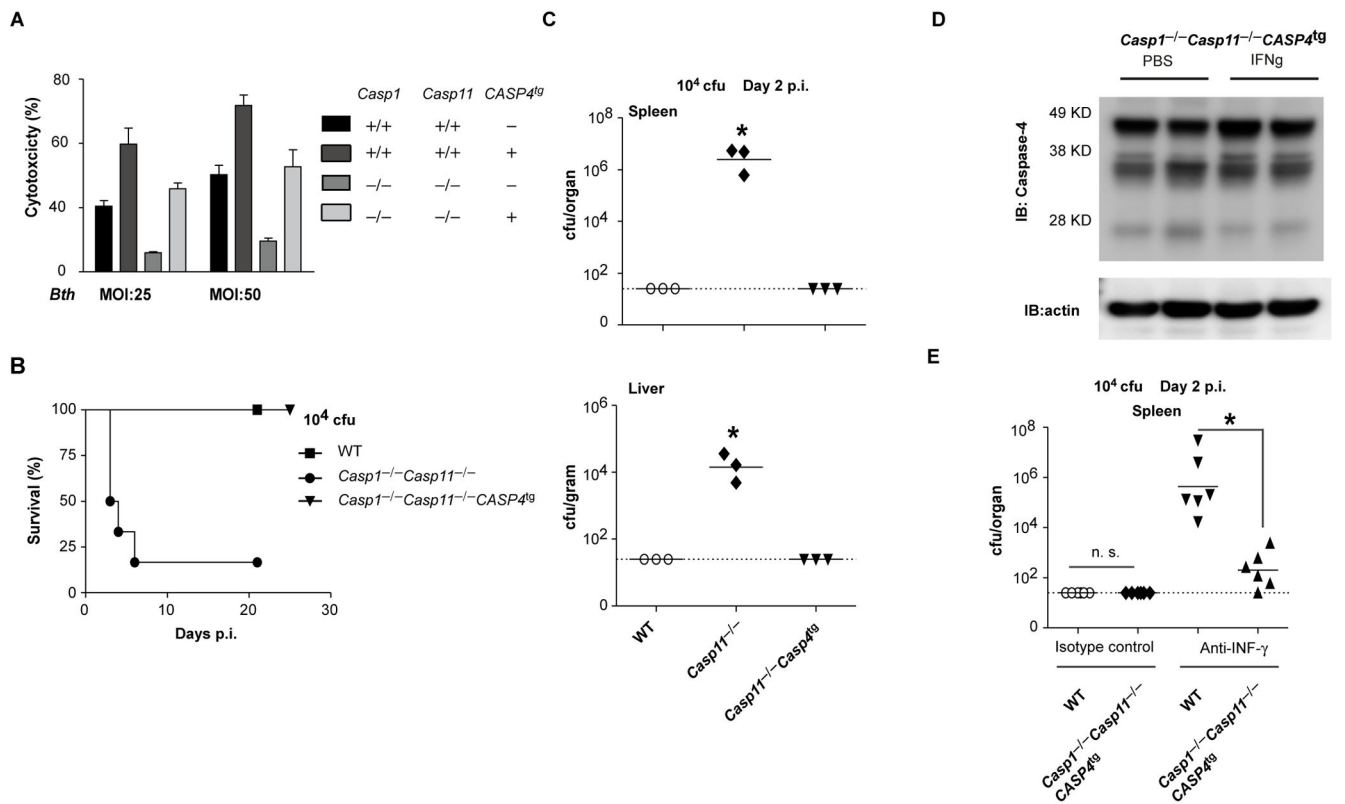 A
Cytotoxcicty (%)
80
60
40
0
Bth
MOI:25
MOI:50
Casp1 Casp11 CASP4tg
+/+ +/+ –
+/+ +/+ +
–/– –/– –
–/– –/– +
B
Survival (%)
100
75
50
25
0
0 10 20 30
Days p.i.
10⁴ cfu
WT
Casp1–/–Casp11–/–
Casp1–/–Casp11–/–CASP4tg
C
10⁴ cfu Day 2 p.i.
Spleen
cfu/organ
10⁸
10⁶
10⁴
10²
0
*
Liver
cfu/gram
10⁶
10⁴
10²
0
*
WT
Casp11–/–
Casp11–/–Casp4tg
D
Casp1–/–Casp11–/–CASP4tg
PBS IFNg
IB: Caspase-4
49 KD
38 KD
28 KD
IB:actin
E
10⁴ cfu Day 2 p.i.
Spleen
cfu/organ
10⁸
10⁶
10⁴
10²
0
n. s.
*
Isotype control
Anti-INF-γ
WT
Casp1–/–Casp11–/–
CASP4tg
WT
Casp1–/–Casp11–/–
CASP4tg